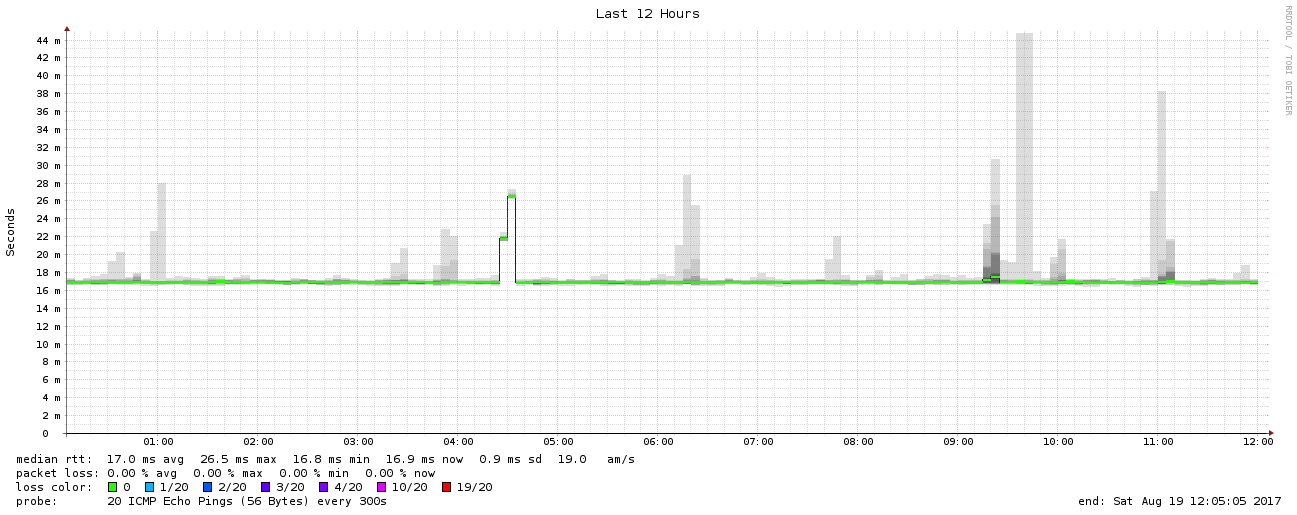 Last 12 Hours
RRDTOOL / TOBI OETIKER
Seconds
44 m
42 m
40 m
38 m
36 m
34 m
32 m
30 m
28 m
26 m
24 m
22 m
20 m
18 m
16 m
14 m
12 m
10 m
8 m
6 m
4 m
2 m
0
01:00 02:00 03:00 04:00 05:00 06:00 07:00 08:00 09:00 10:00 11:00 12:00
median rtt: 17.0 ms avg 26.5 ms max 16.8 ms min 16.9 ms now 0.9 ms sd 19.0 am/s
packet loss: 0.00 % avg 0.00 % max 0.00 % min 0.00 % now
loss color: 0 1/20 2/20 3/20 4/20 10/20 19/20
probe: 20 ICMP Echo Pings (56 Bytes) every 300s end: Sat Aug 19 12:05:05 2017